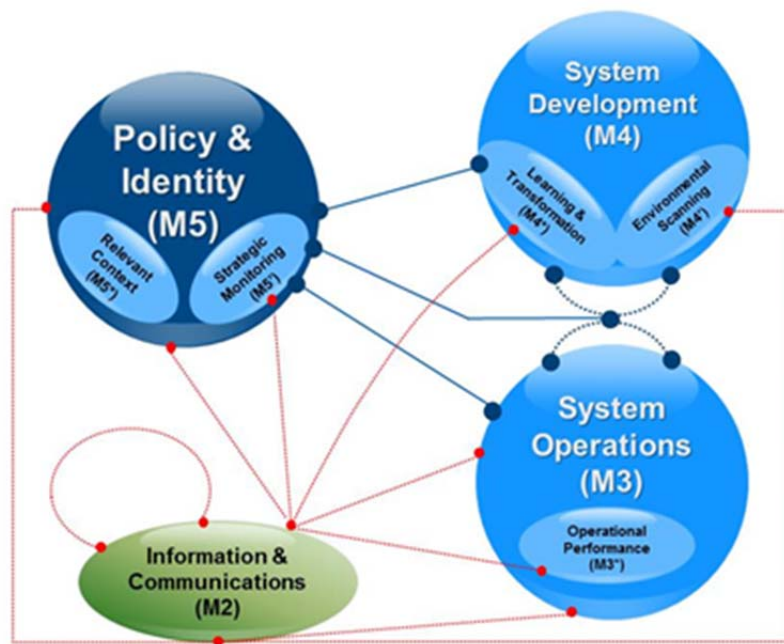 Policy &
Identity
(M5)
Relevant
Context
(M5*)
Strategic
Monitoring
(M5')
System
Development
(M4)
Learning &
Transformation
(M4*)
Environmental
Scanning
(M4')
System
Operations
(M3)
Operational
Performance
(M3*)
Information &
Communications
(M2)